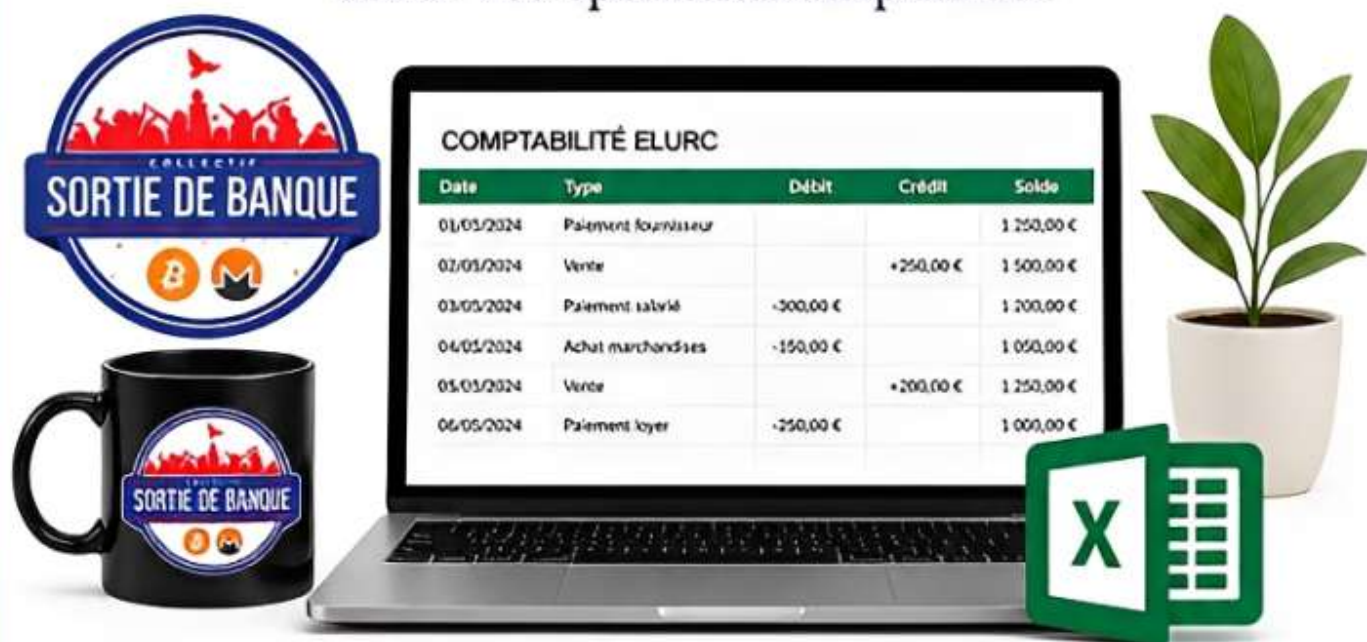 COLLECTIF
SORTIE DE BANQUE
COMPTABILITÉ ELURC
Date Type Débit Crédit Solde
01/05/2024 Paiement fournisseur 1 250,00 €
02/05/2024 Vente +250,00 € 1 500,00 €
03/05/2024 Paiement salarié -300,00 € 1 200,00 €
04/05/2024 Achat marchandises -150,00 € 1 050,00 €
05/05/2024 Vente +200,00 € 1 250,00 €
06/05/2024 Paiement loyer -250,00 € 1 000,00 €
SORTIE DE BANQUE
X